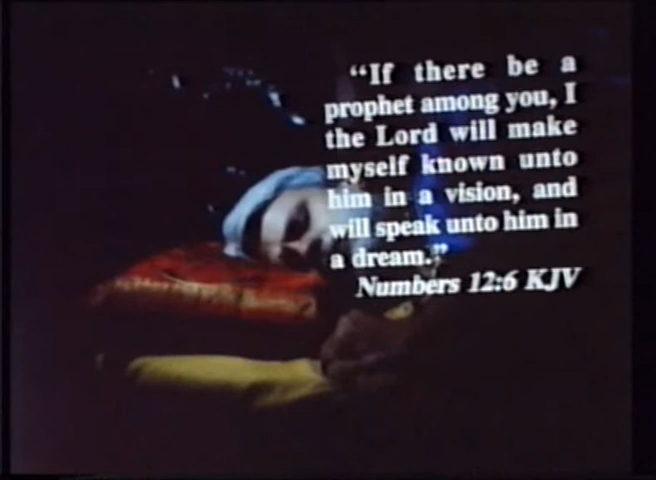 “If there be a
prophet among you, I
the Lord will make
myself known unto
him in a vision, and
will speak unto him in
a dream.”
Numbers 12:6 KJV